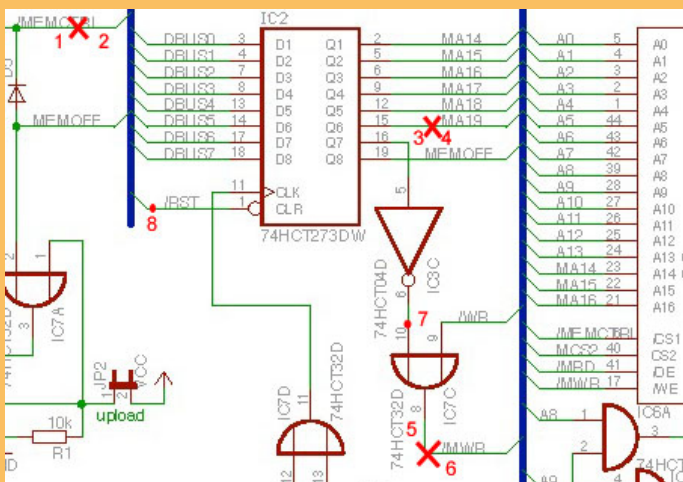 /MEMCTRL
1 2
MEMOFF
IC2
DBUS0 3 D1 Q1 2 MA14
DBUS1 4 D2 Q2 5 MA15
DBUS2 7 D3 Q3 6 MA16
DBUS3 8 D4 Q4 9 MA17
DBUS4 13 D5 Q5 12 MA18
DBUS5 14 D6 Q6 15 MA19
DBUS6 17 D7 Q7 16
DBUS7 18 D8 Q8 19 MEMOFF
3 4
11 CLK
/RST 1 CLR
8
74HCT273DW
A0 5 A0
A1 4 A1
A2 3 A2
A3 2 A3
A4 1 A4
A5 44 A5
A6 43 A6
A7 42 A7
A8 39 A8
A9 28 A9
A10 27 A10
A11 26 A11
A12 25 A12
A13 24 A13
MA14 23 A14
MA15 22 A15
MA16 21 A16
/CS1
MCS2 40 CS2
/MRD 41 /OE
/MWR 17 /WE
5
IC3C
74HCT04D
6
7
10 9 /WR
IC7C
74HCT32D
8
5
/MWR
6
2 1
IC7A
3
JP2
VCC
1 2
upload
10k
R1
IC7D
11
74HCT32D
12 13
A8 1
IC6A
3
2
A9 4